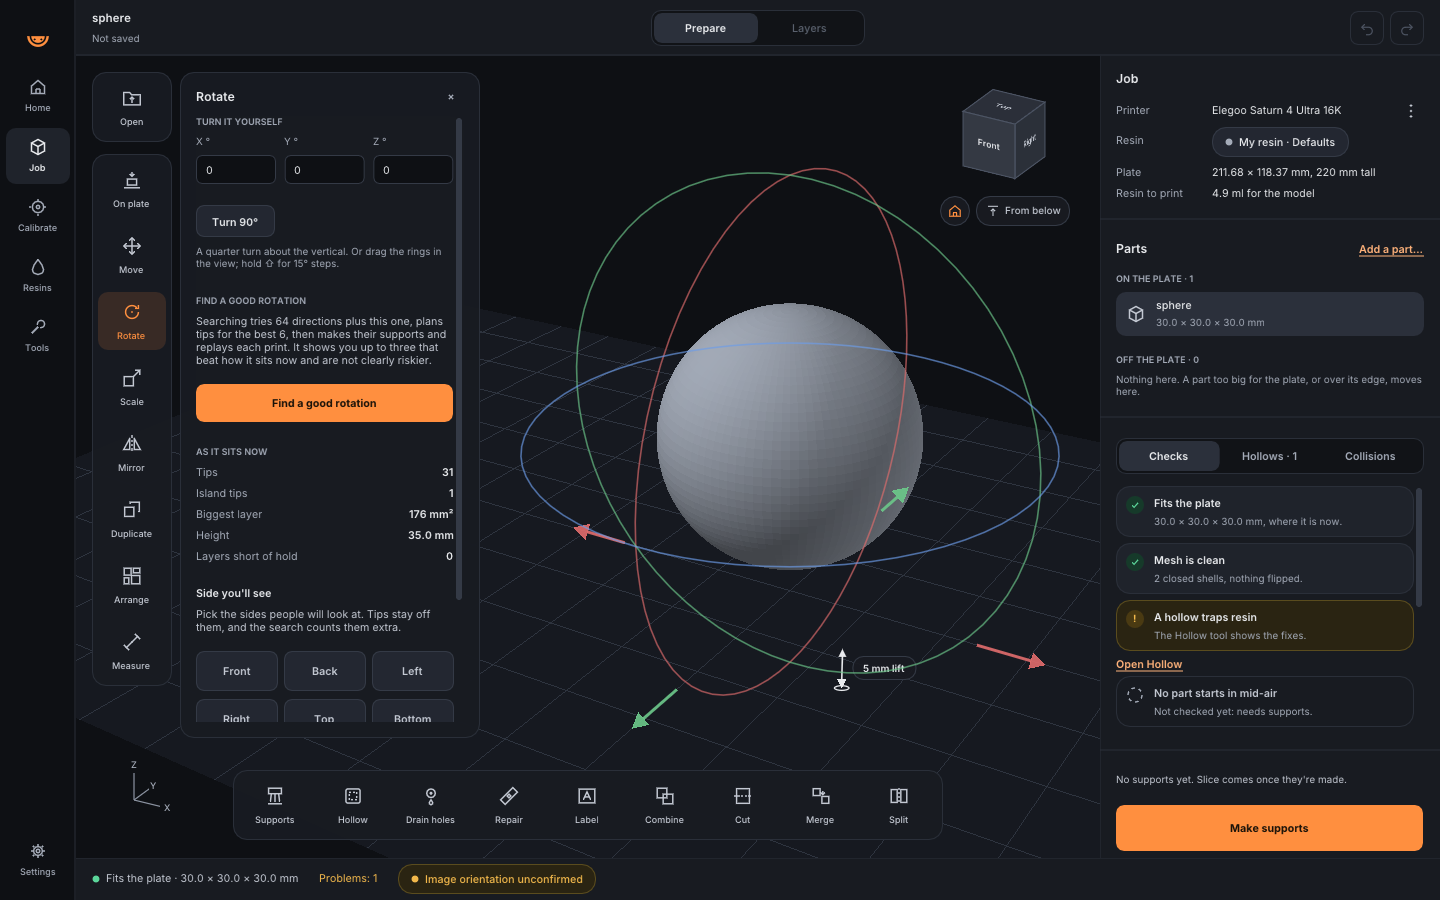 sphere
Not saved
Prepare
Layers
Home
Job
Calibrate
Resins
Tools
Settings
Open
On plate
Move
Rotate
Scale
Mirror
Duplicate
Arrange
Measure
Rotate
×
TURN IT YOURSELF
X °
Y °
Z °
0
0
0
Turn 90°
A quarter turn about the vertical. Or drag the rings in
the view; hold ⇧ for 15° steps.
FIND A GOOD ROTATION
Searching tries 64 directions plus this one, plans
tips for the best 6, then makes their supports and
replays each print. It shows you up to three that
beat how it sits now and are not clearly riskier.
Find a good rotation
AS IT SITS NOW
Tips 31
Island tips 1
Biggest layer 176 mm²
Height 35.0 mm
Layers short of hold 0
Side you'll see
Pick the sides people will look at. Tips stay off
them, and the search counts them extra.
Front
Back
Left
Right
Top
Bottom
Top
Front
Right
From below
5 mm lift
Z
Y
X
Supports
Hollow
Drain holes
Repair
Label
Combine
Cut
Merge
Split
Job
Printer Elegoo Saturn 4 Ultra 16K
Resin My resin · Defaults
Plate 211.68 × 118.37 mm, 220 mm tall
Resin to print 4.9 ml for the model
Parts
Add a part...
ON THE PLATE · 1
sphere
30.0 × 30.0 × 30.0 mm
OFF THE PLATE · 0
Nothing here. A part too big for the plate, or over its edge, moves
here.
Checks
Hollows · 1
Collisions
Fits the plate
30.0 × 30.0 × 30.0 mm, where it is now.
Mesh is clean
2 closed shells, nothing flipped.
A hollow traps resin
The Hollow tool shows the fixes.
Open Hollow
No part starts in mid-air
Not checked yet: needs supports.
No supports yet. Slice comes once they're made.
Make supports
Fits the plate · 30.0 × 30.0 × 30.0 mm
Problems: 1
Image orientation unconfirmed